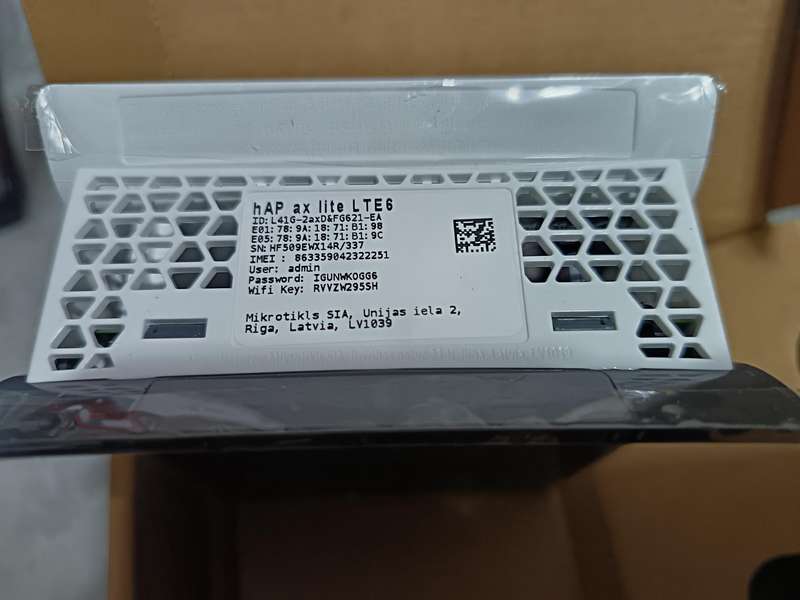 hAP ax lite LTE6
ID:L41G-2axD&FG621-EA
E01:78:9A:18:71:B1:98
E05:78:9A:18:71:B1:9C
SN:HF509EWX14R/337
IMEI : 863359042322251
User: admin
Password: IGUNWKOGG6
Wifi Key: RVVZW295SH
Mikrotikls SIA, Unijas iela 2,
Riga, Latvia, LV1039